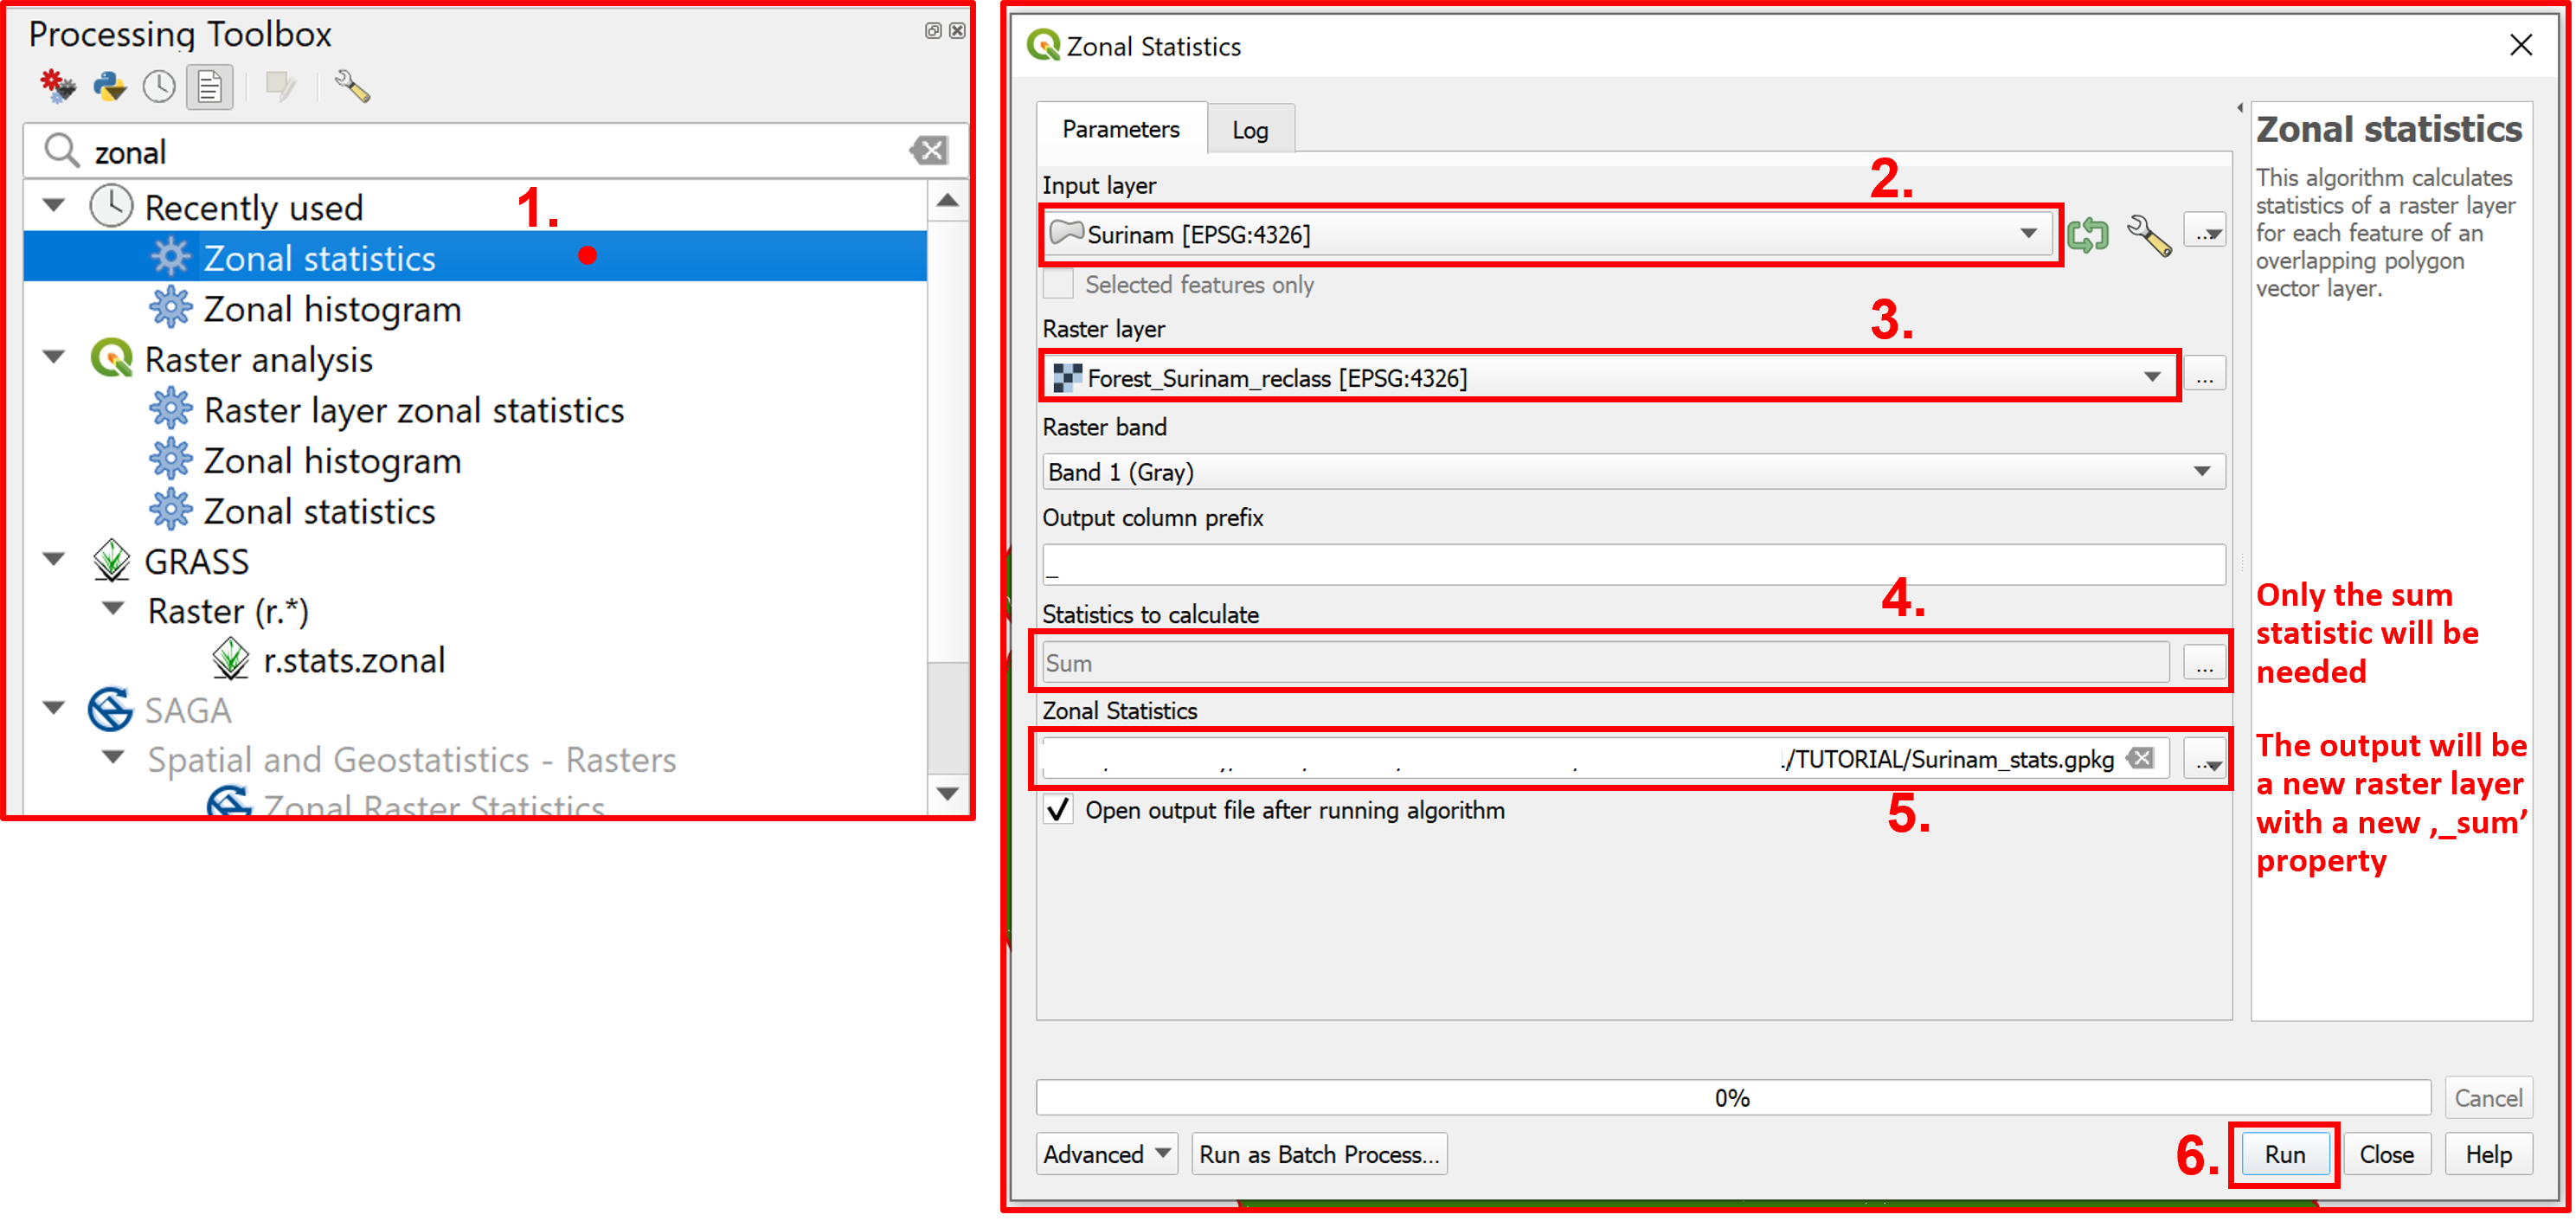 Processing Toolbox
zonal
Recently used
1.
Zonal statistics
Zonal histogram
Raster analysis
Raster layer zonal statistics
Zonal histogram
Zonal statistics
GRASS
Raster (r.*)
r.stats.zonal
SAGA
Spatial and Geostatistics - Rasters
Zonal Raster Statistics
Zonal Statistics
Parameters
Log
Input layer
2.
Surinam [EPSG:4326]
...
Selected features only
Raster layer
3.
Forest_Surinam_reclass [EPSG:4326]
...
Raster band
Band 1 (Gray)
Output column prefix
_
Statistics to calculate
4.
Sum
...
Zonal Statistics
/TUTORIAL/Surinam_stats.gpkg
...
Open output file after running algorithm
5.
Zonal statistics
This algorithm calculates
statistics of a raster layer
for each feature of an
overlapping polygon
vector layer.
Only the sum
statistic will be
needed
The output will be
a new raster layer
with a new ‚_sum’
property
0%
Cancel
Advanced
Run as Batch Process...
6.
Run
Close
Help